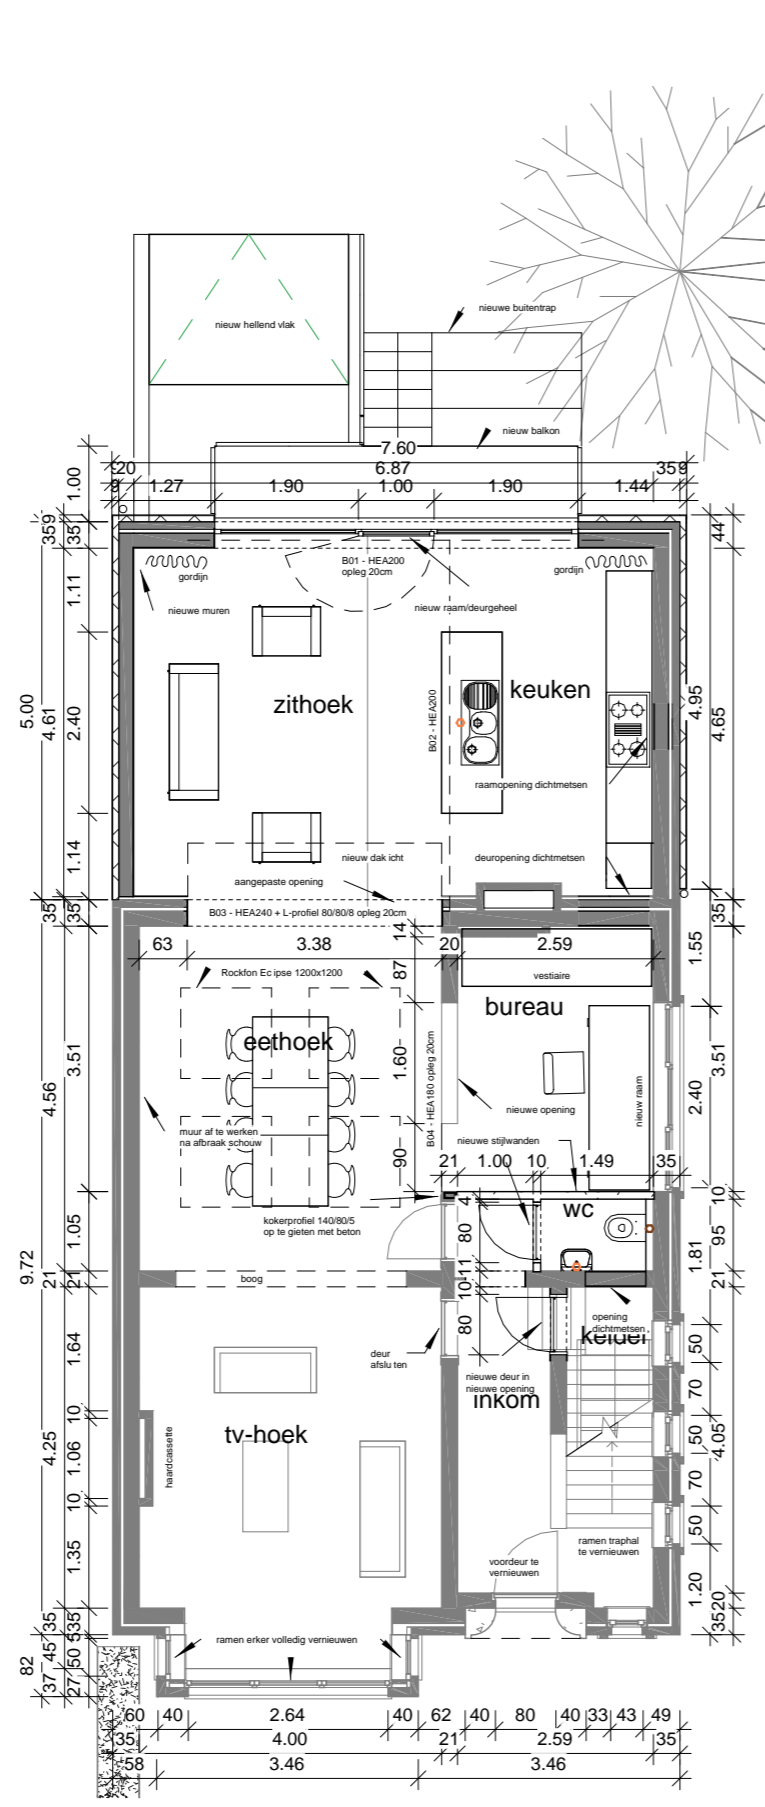 nieuwe buitentrap
nieuw hellend vlak
nieuw balkon
7.60
20 6.87 35 9
9 1.27 1.90 1.00 1.90 1.44
1.00
35 9
35
44
B01 - HEA200
opleg 20cm
gordijn
gordijn
nieuwe muren
nieuw raam/deurgeheel
1.11
zithoek
keuken
B02 - HEA200
5.00
4.61
2.40
4.95
4.65
raamopening dichtmetsen
1.14
nieuw dak icht
deuropening dichtmetsen
aangepaste opening
B03 - HEA240 + L-profiel 80/80/8 opleg 20cm
35
35
35
14
63 3.38 20 2.59
1.55
Rockfon Ec ipse 1200x1200
87
vestiaire
bureau
eethoek
3.51
1.60
B04 - HEA180 opleg 20cm
4.56
3.51
2.40
nieuwe opening
nieuw raam
muur af te werken
na afbraak schouw
nieuwe stijlwanden
90
21 1.00 10 1.49 35
10
wc
kokerprofiel 140/80/5
op te gieten met beton
4
80
95
1.05
1.81
9.72
boog
21
21
11
10
21
opening
dichtmetsen
kelder
80
50
deur
afslu ten
1.64
nieuwe deur in
nieuwe opening
inkom
70
tv-hoek
10
50
4.05
haardcassette
1.06
4.25
70
10
50
ramen traphal
te vernieuwen
voordeur te
vernieuwen
1.35
1.20
20
35
35
35
5
ramen erker volledig vernieuwen
82
45
50
37
27
60 40 2.64 40 62 40 80 40 33 43 49
35 4.00 21 2.59 35
58 3.46 3.46